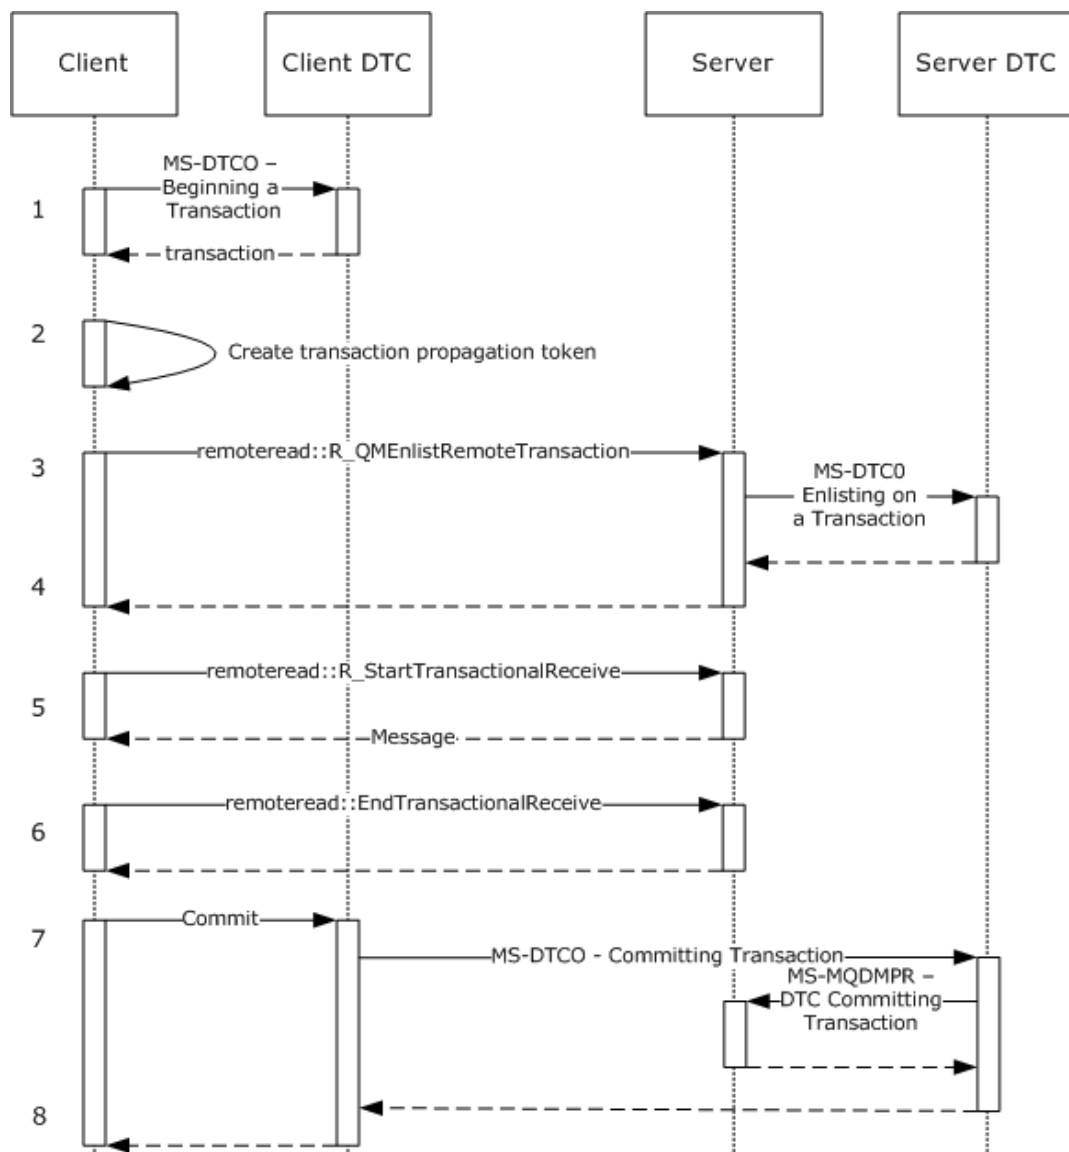 Client
Client DTC
Server
Server DTC
MS-DTCO –
Beginning a
Transaction
1
transaction
2
Create transaction propagation token
remoteread::R_QMEnlistRemoteTransaction
3
MS-DTC0
Enlisting on
a Transaction
4
remoteread::R_StartTransactionalReceive
5
Message
remoteread::EndTransactionalReceive
6
Commit
7
MS-DTCO - Committing Transaction
MS-MQDMPR –
DTC Committing
Transaction
8